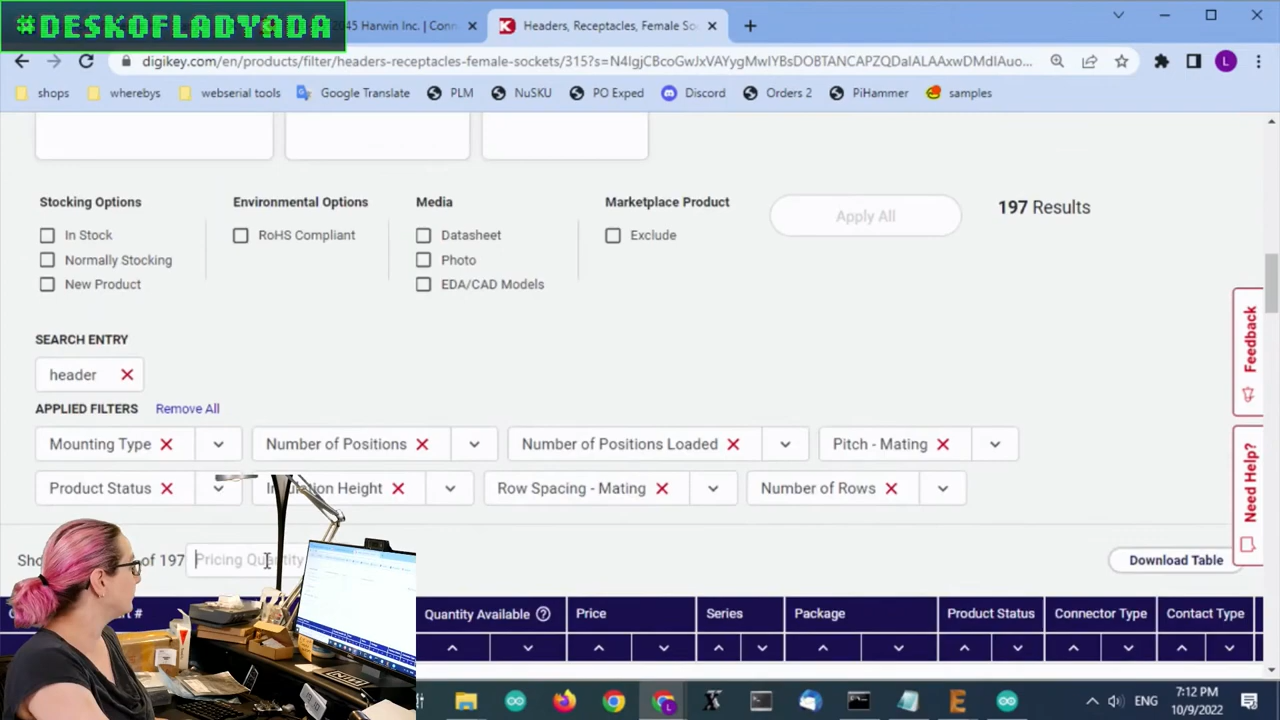 #DESKOFLADYADA
045 Harwin Inc. | Conn
Headers, Receptacles, Female So
digikey.com/en/products/filter/headers-receptacles-female-sockets/315?s=N4IgjCBcoGwJxVAYygMwIYBsDOBTANCAPZQDaIALAAxwDMdIAuo...
shops
whereby
webserial tools
Google Translate
PLM
NuSKU
PO Exped
Discord
Orders 2
PiHammer
samples
Stocking Options
Environmental Options
Media
Marketplace Product
Apply All
197 Results
In Stock
RoHS Compliant
Datasheet
Exclude
Normally Stocking
Photo
New Product
EDA/CAD Models
Feedback
SEARCH ENTRY
header
APPLIED FILTERS
Remove All
Mounting Type
Number of Positions
Number of Positions Loaded
Pitch - Mating
Product Status
Height
Row Spacing - Mating
Number of Rows
Need Help?
of 197
Pricing Quantity
Download Table
#
Quantity Available
Price
Series
Package
Product Status
Connector Type
Contact Type
ENG
7:12 PM
10/9/2022